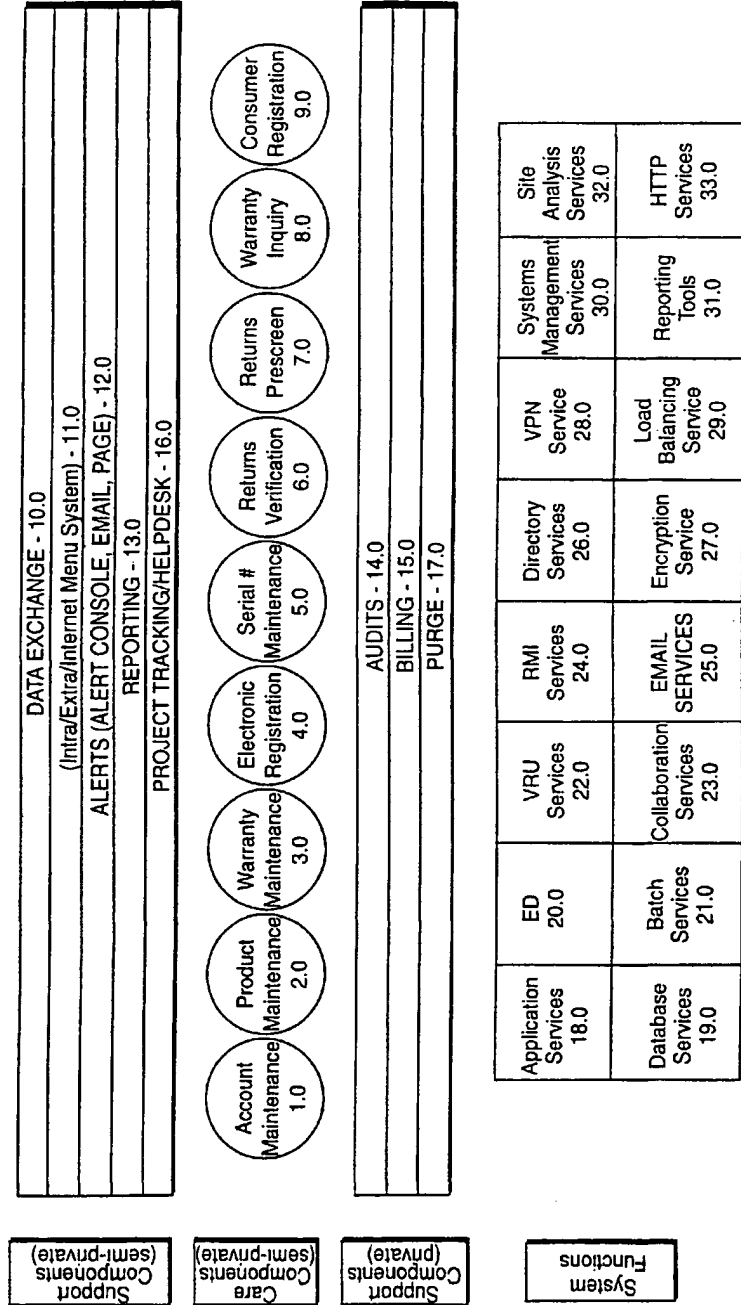 Support
Components
(semi-private)
DATA EXCHANGE - 10.0
(Intra/Extra/Internet Menu System) - 11.0
ALERTS (ALERT CONSOLE, EMAIL, PAGE) - 12.0
REPORTING - 13.0
PROJECT TRACKING/HELPDESK - 16.0
Care
Components
(semi-private)
Account
Maintenance
1.0
Product
Maintenance
2.0
Warranty
Maintenance
3.0
Electronic
Registration
4.0
Serial #
Maintenance
5.0
Returns
Verification
6.0
Returns
Prescreen
7.0
Warranty
Inquiry
8.0
Consumer
Registration
9.0
Support
Components
(private)
AUDITS - 14.0
BILLING - 15.0
PURGE - 17.0
System
Functions
Application
Services
18.0
ED
20.0
VRU
Services
22.0
RMI
Services
24.0
Directory
Services
26.0
VPN
Service
28.0
Systems
Management
Services
30.0
Site
Analysis
Services
32.0
Database
Services
19.0
Batch
Services
21.0
Collaboration
Services
23.0
EMAIL
SERVICES
25.0
Encryption
Service
27.0
Load
Balancing
Service
29.0
Reporting
Tools
31.0
HTTP
Services
33.0